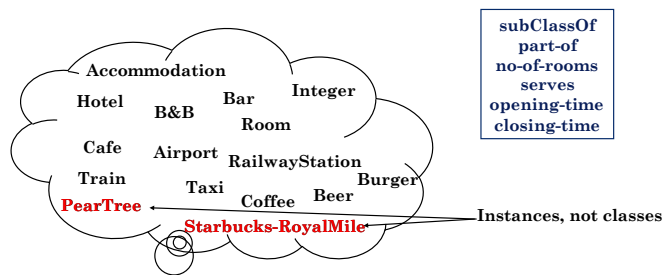 subClassOf
part-of
no-of-rooms
serves
opening-time
closing-time
Accommodation
Hotel
B&B
Bar
Integer
Room
Cafe
Airport
RailwayStation
Train
Taxi
Burger
Coffee
Beer
PearTree
Starbucks-RoyalMile
Instances, not classes